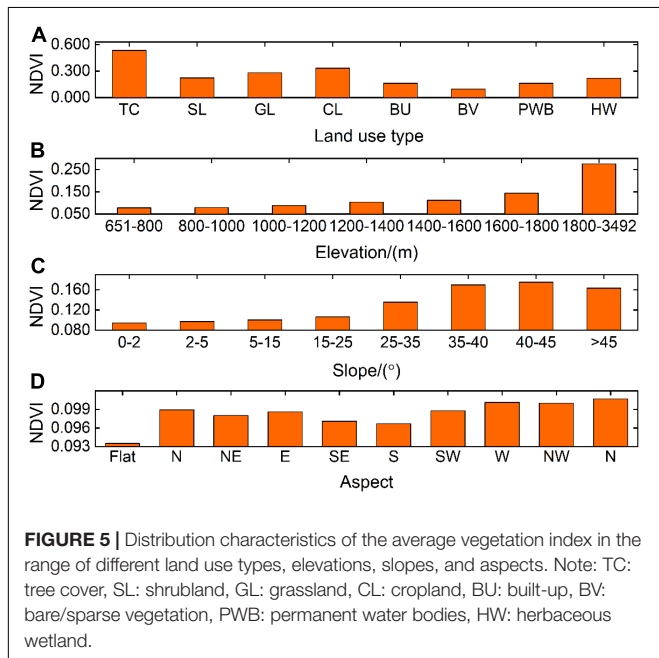 A
NDVI
0.600
0.300
0.000
TC SL GL CL BU BV PWB HW
Land use type
B
NDVI
0.250
0.150
0.050
651-800 800-1000 1000-1200 1200-1400 1400-1600 1600-1800 1800-3492
Elevation/(m)
C
NDVI
0.160
0.120
0.080
0-2 2-5 5-15 15-25 25-35 35-40 40-45 >45
Slope/(°)
D
NDVI
0.099
0.096
0.093
Flat N NE E SE S SW W NW N
Aspect
FIGURE 5 | Distribution characteristics of the average vegetation index in the
range of different land use types, elevations, slopes, and aspects. Note: TC:
tree cover, SL: shrubland, GL: grassland, CL: cropland, BU: built-up, BV:
bare/sparse vegetation, PWB: permanent water bodies, HW: herbaceous
wetland.